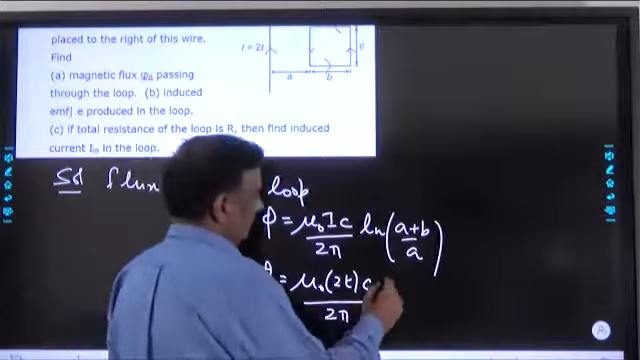 placed to the right of this wire.
Find
(a) magnetic flux φB passing
through the loop. (b) induced
emf| e produced in the loop.
(c) if total resistance of the loop is R, then find induced
current Iin in the loop.
I = 2t
c
a
b
Sol flux loop
φ = μ₀Ic/2π ln(a+b/a)
= μ₀(2t)c/2π